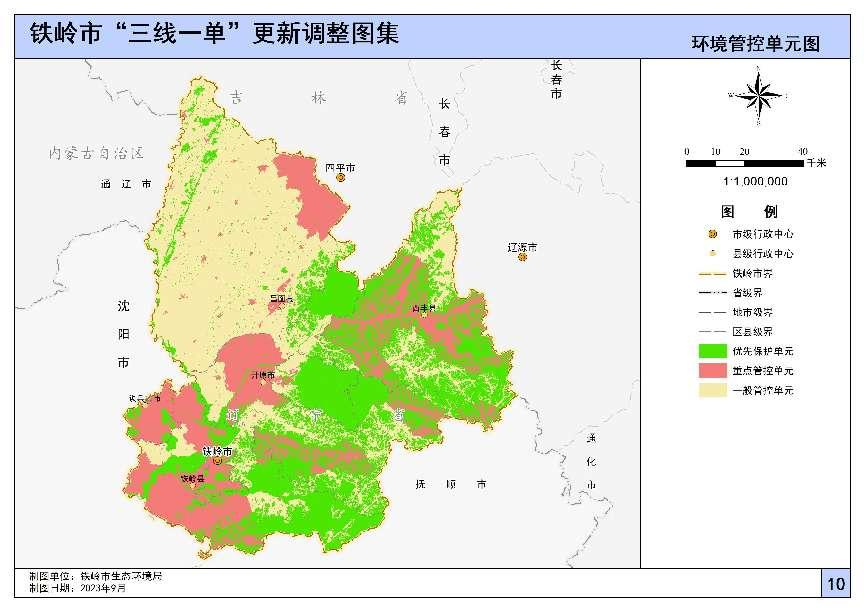 铁岭市“三线一单”更新调整图集
环境管控单元图
吉 林 省
长春市
长春市
内蒙古自治区
通 辽 市
四平市
辽源市
沈阳市
昌图县
西丰县
开原市
辽 宁 省
铁岭市
铁岭县
抚 顺 市
通化市
0 10 20 40
千米
1:1,000,000
图 例
市级行政中心
县级行政中心
铁岭市界
省级界
地市级界
区县级界
优先保护单元
重点管控单元
一般管控单元
制图单位：铁岭市生态环境局
制图日期：2023年9月
10